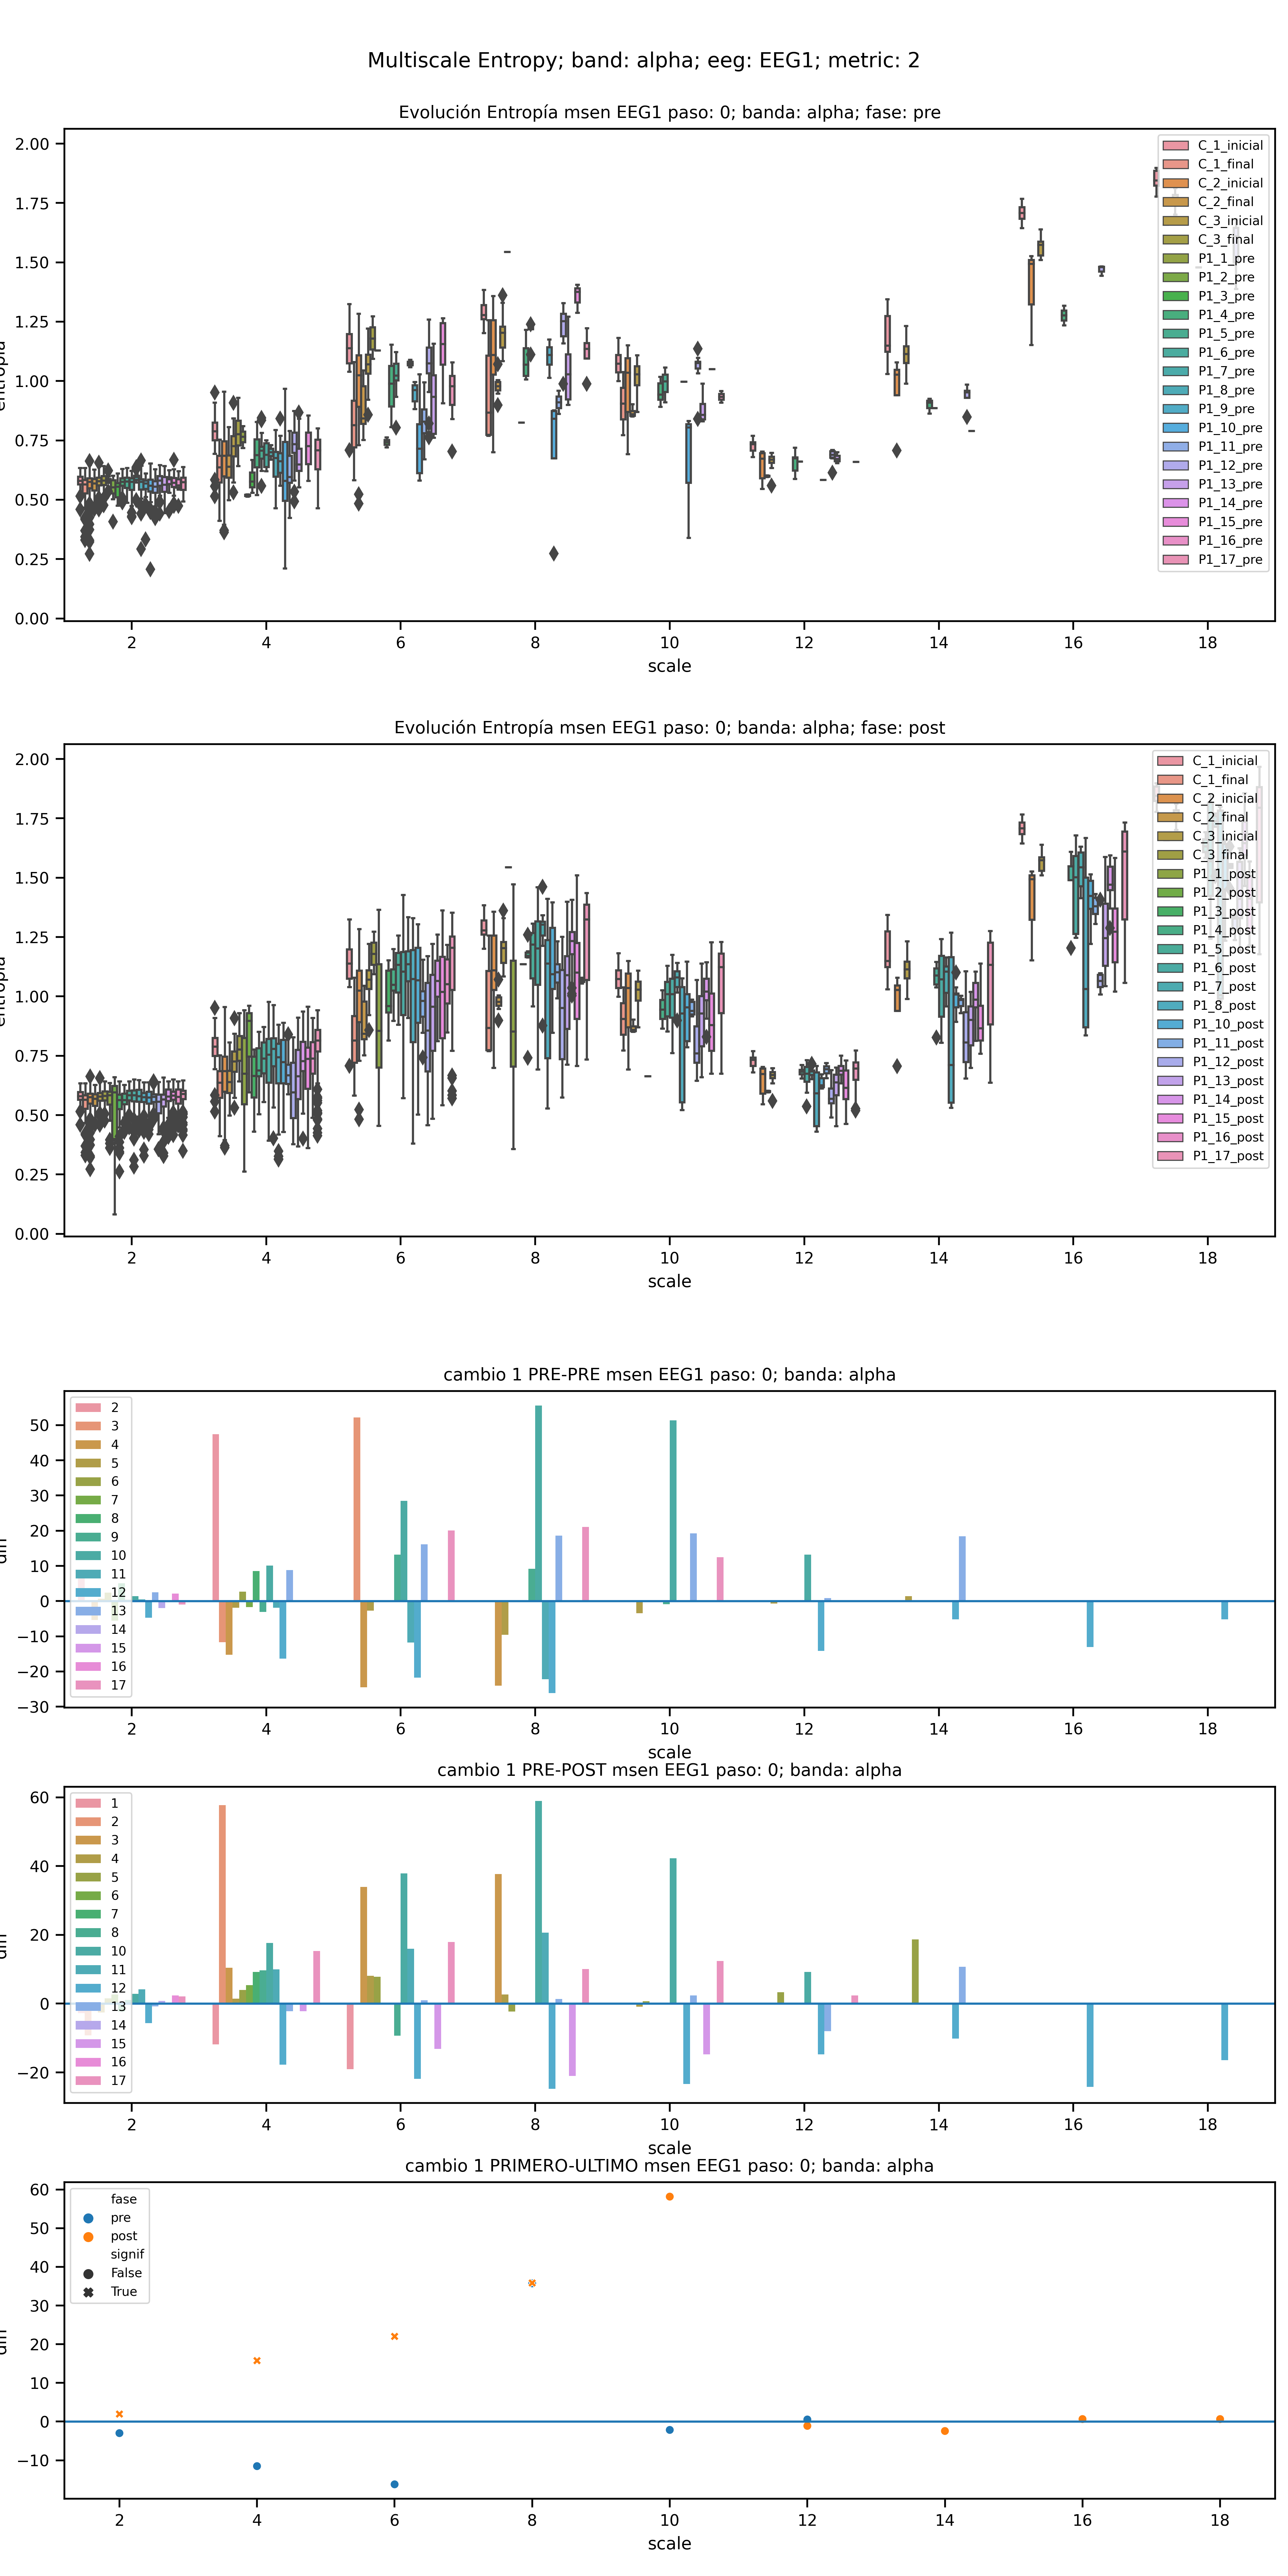 Multiscale Entropy; band: alpha; eeg: EEG1; metric: 2
Evolución Entropía msen EEG1 paso: 0; banda: alpha; fase: pre
2.00
1.75
1.50
1.25
1.00
0.75
0.50
0.25
0.00
C_1_inicial
C_1_final
C_2_inicial
C_2_final
C_3_inicial
C_3_final
P1_1_pre
P1_2_pre
P1_3_pre
P1_4_pre
P1_5_pre
P1_6_pre
P1_7_pre
P1_8_pre
P1_9_pre
P1_10_pre
P1_11_pre
P1_12_pre
P1_13_pre
P1_14_pre
P1_15_pre
P1_16_pre
P1_17_pre
2 4 6 8 10 12 14 16 18
scale
Evolución Entropía msen EEG1 paso: 0; banda: alpha; fase: post
2.00
1.75
1.50
1.25
1.00
0.75
0.50
0.25
0.00
C_1_inicial
C_1_final
C_2_inicial
C_2_final
C_3_inicial
C_3_final
P1_1_post
P1_2_post
P1_3_post
P1_4_post
P1_5_post
P1_6_post
P1_7_post
P1_8_post
P1_10_post
P1_11_post
P1_12_post
P1_13_post
P1_14_post
P1_15_post
P1_16_post
P1_17_post
2 4 6 8 10 12 14 16 18
scale
cambio 1 PRE-PRE msen EEG1 paso: 0; banda: alpha
50
40
30
20
10
0
−10
−20
−30
2
3
4
5
6
7
8
9
10
11
12
13
14
15
16
17
2 4 6 8 10 12 14 16 18
scale
cambio 1 PRE-POST msen EEG1 paso: 0; banda: alpha
60
40
20
0
−20
1
2
3
4
5
6
7
8
10
11
12
13
14
15
16
17
2 4 6 8 10 12 14 16 18
scale
cambio 1 PRIMERO-ULTIMO msen EEG1 paso: 0; banda: alpha
60
50
40
30
20
10
0
−10
fase
pre
post
signif
False
True
2 4 6 8 10 12 14 16 18
scale